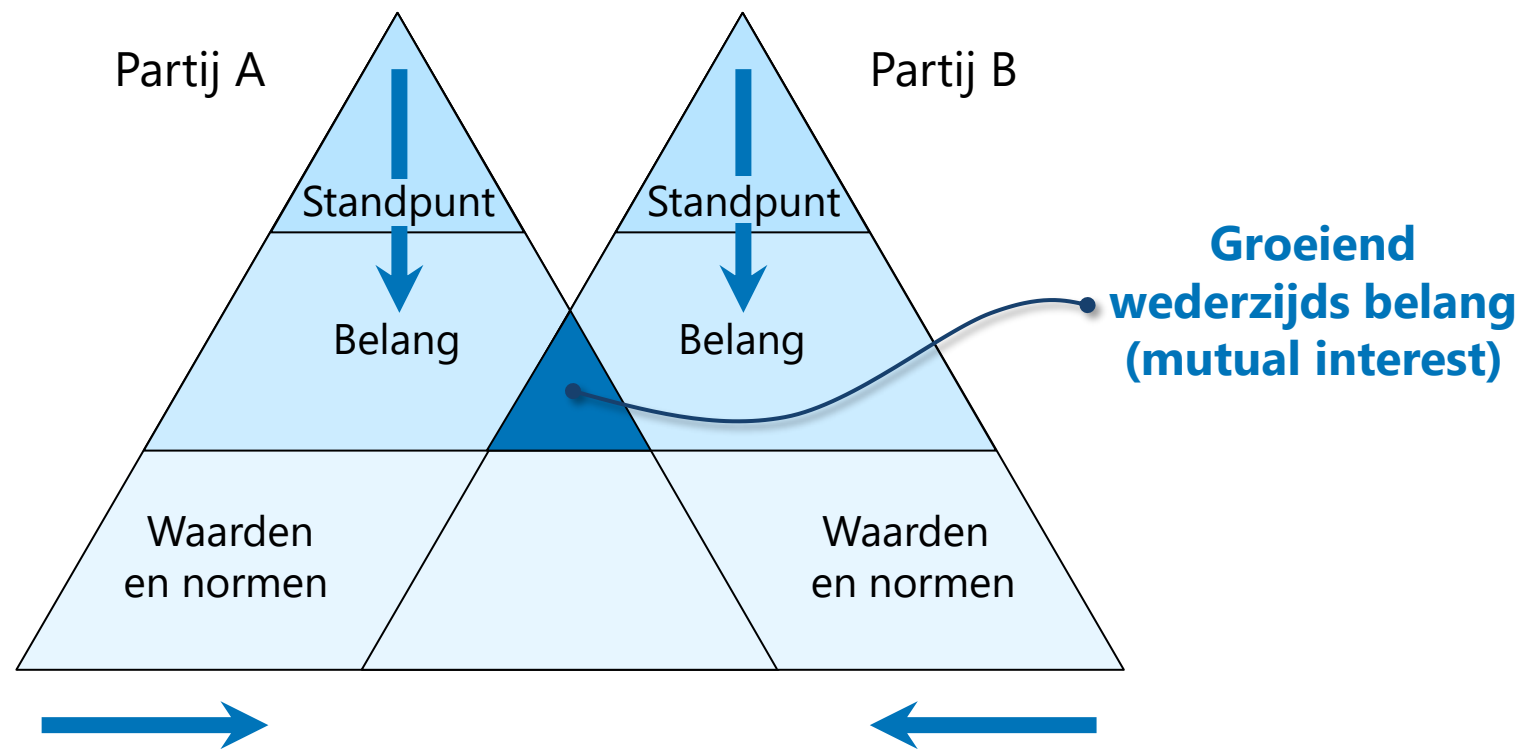 Partij A
Partij B
Standpunt
Standpunt
Belang
Belang
Groeiend
wederzijds belang
(mutual interest)
Waarden
en normen
Waarden
en normen